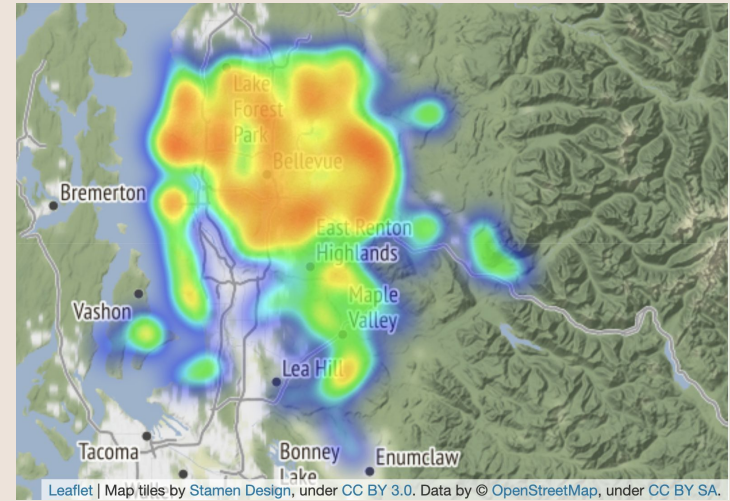 Lake
Forest
Park
Bellevue
Bremerton
East Renton
Highlands
Vashon
Maple
Valley
Lea Hill
Tacoma
Bonney
Lake
Enumclaw
Leaflet | Map tiles by Stamen Design, under CC BY 3.0. Data by © OpenStreetMap, under CC BY SA.